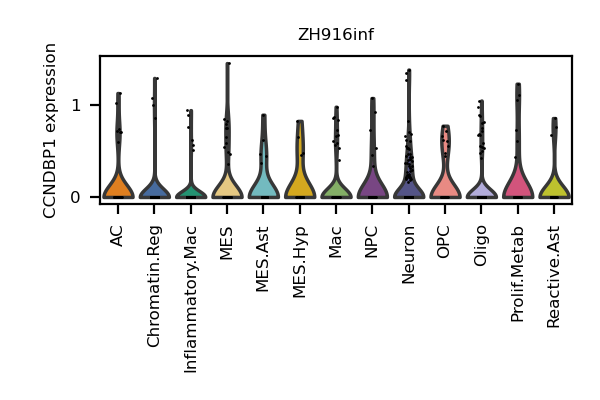 ZH916inf
CCNDBP1 expression
1
0
AC
Chromatin.Reg
Inflammatory.Mac
MES
MES.Ast
MES.Hyp
Mac
NPC
Neuron
OPC
Oligo
Prolif.Metab
Reactive.Ast